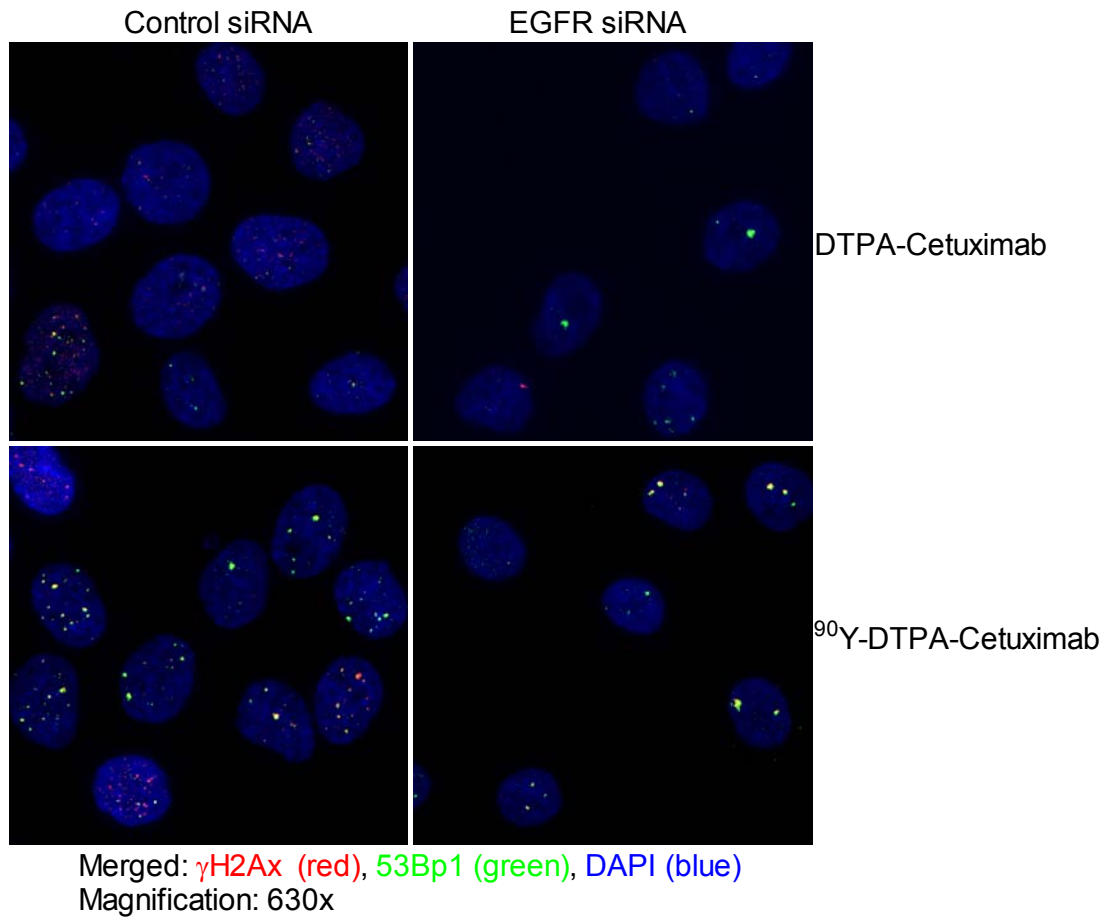 Control siRNA
EGFR siRNA
DTPA-Cetuximab
⁹⁰Y-DTPA-Cetuximab
Merged: γH2Ax (red), 53Bp1 (green), DAPI (blue)
Magnification: 630x